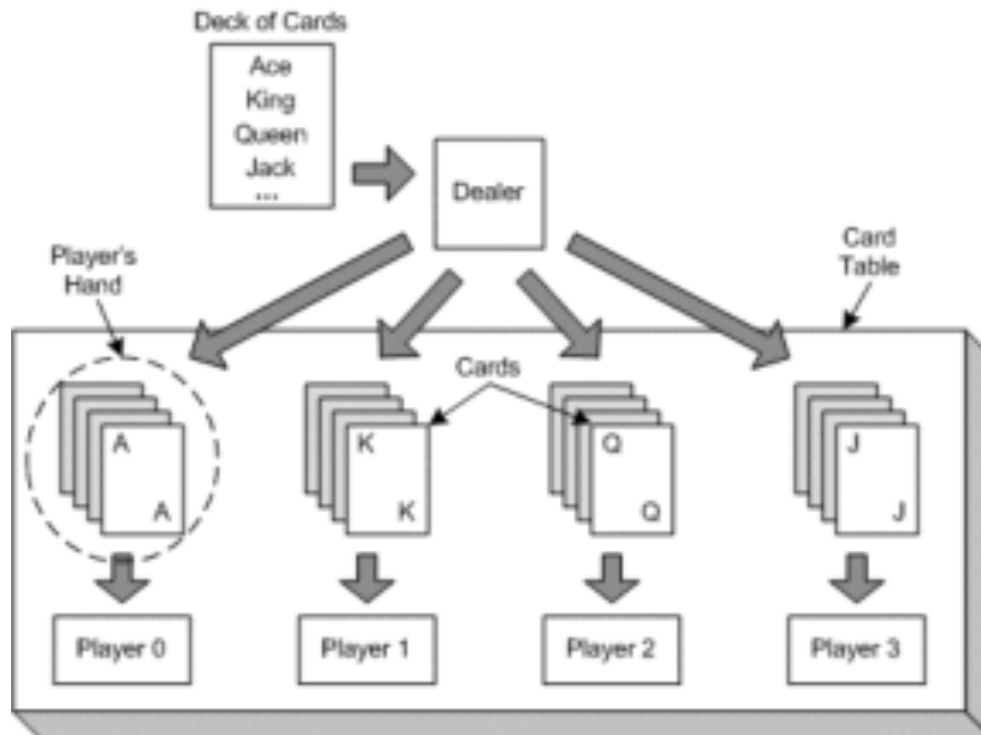 Deck of Cards
Ace
King
Queen
Jack
...
Dealer
Player's
Hand
Card
Table
Cards
A
A
K
K
Q
Q
J
J
Player 0
Player 1
Player 2
Player 3